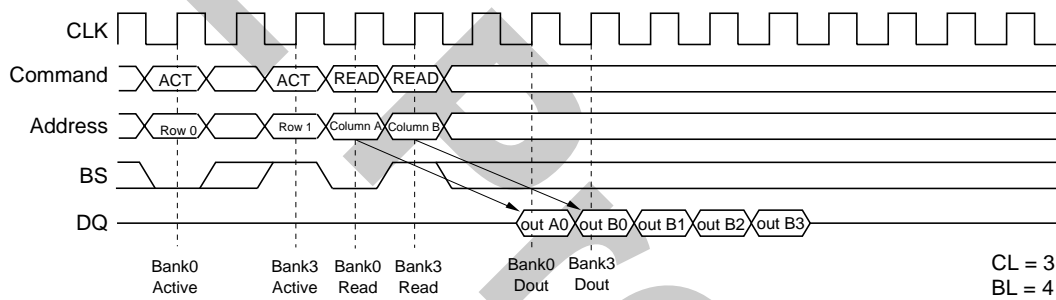 CLK
Command ACT ACT READ READ
Address Row 0 Row 1 Column A Column B
BS
DQ out A0 out B0 out B1 out B2 out B3
Bank0 Active
Bank3 Active
Bank0 Read
Bank3 Read
Bank0 Dout
Bank3 Dout
CL = 3
BL = 4